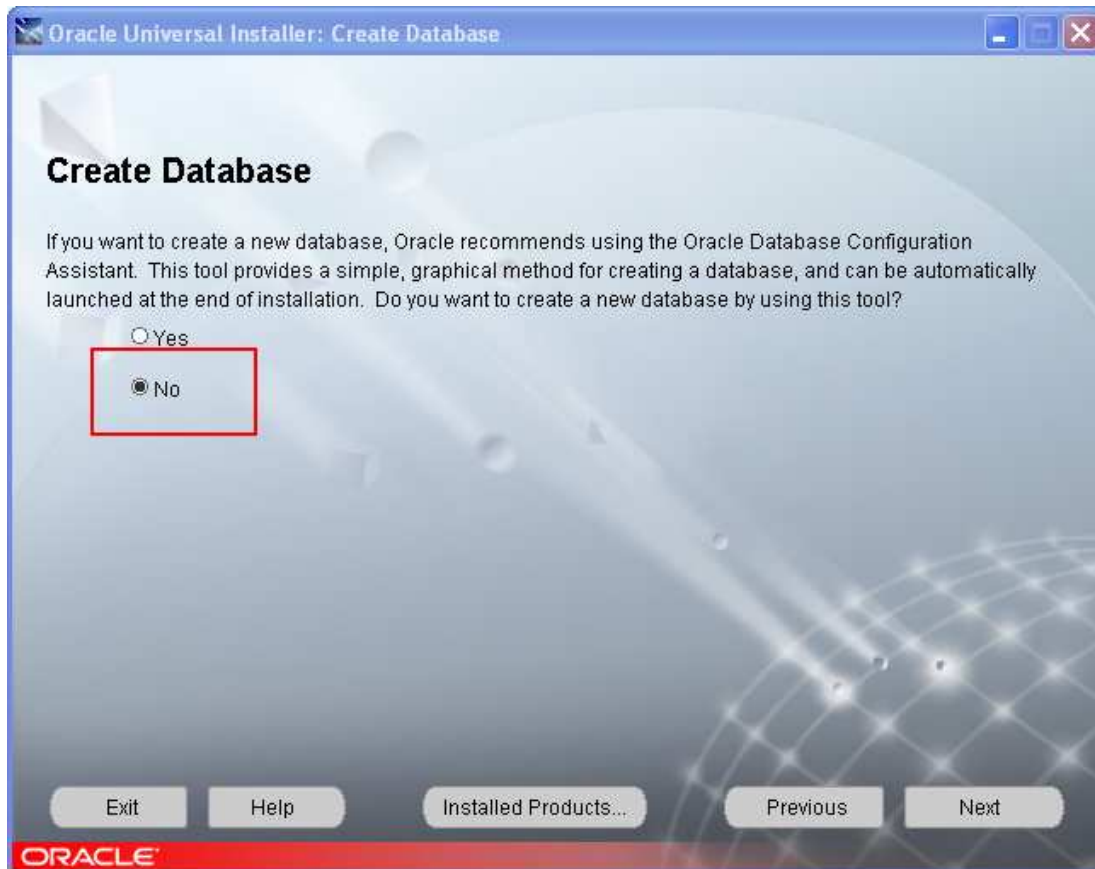 Oracle Universal Installer: Create Database
Create Database
If you want to create a new database, Oracle recommends using the Oracle Database Configuration
Assistant. This tool provides a simple, graphical method for creating a database, and can be automatically
launched at the end of installation. Do you want to create a new database by using this tool?
Yes
No
Exit Help Installed Products... Previous Next
ORACLE